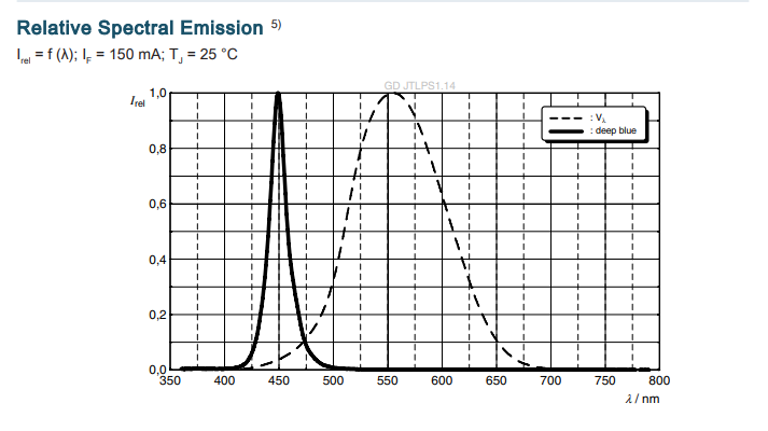 Relative Spectral Emission 5)
Irel = f (λ); IF = 150 mA; TJ = 25 °C
GD JTLPS1.14
Irel
1,0
: Vλ
: deep blue
0,8
0,6
0,4
0,2
0,0
350 400 450 500 550 600 650 700 750 800
λ / nm